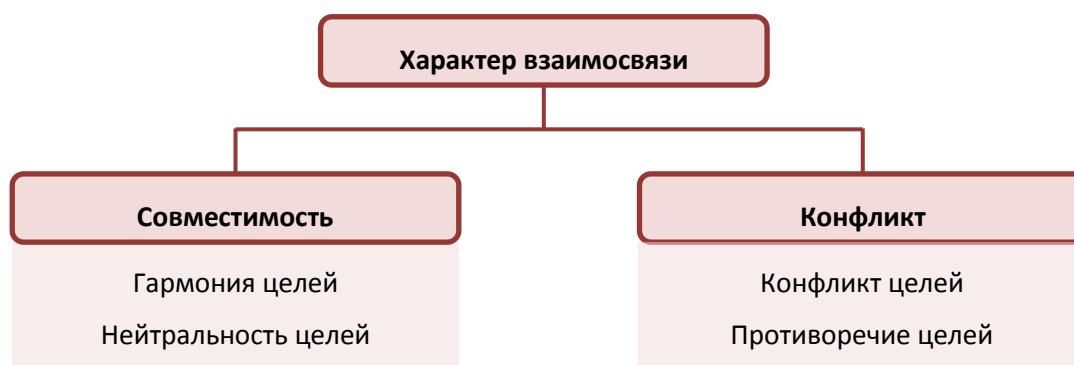 Характер взаимосвязи
Совместимость
Гармония целей
Нейтральность целей
Конфликт
Конфликт целей
Противоречие целей